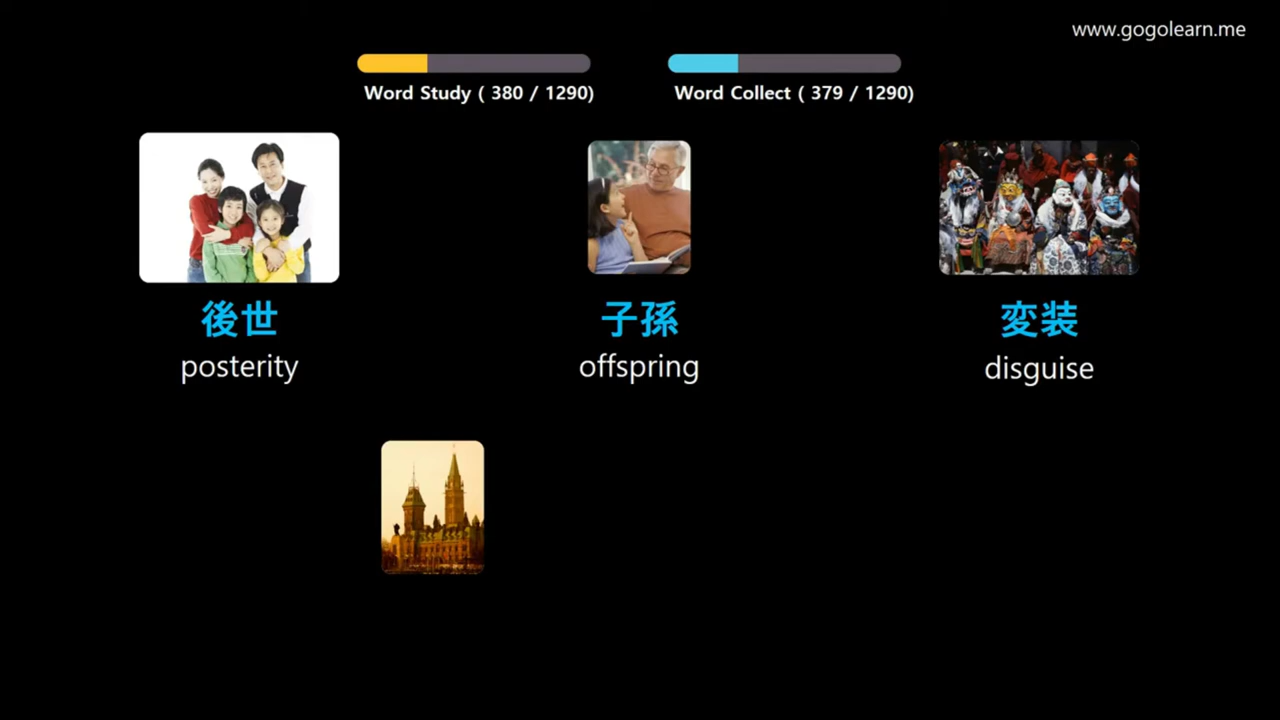 www.gogolearn.me
Word Study ( 380 / 1290)
Word Collect ( 379 / 1290)
後世
子孫
変装
posterity
offspring
disguise